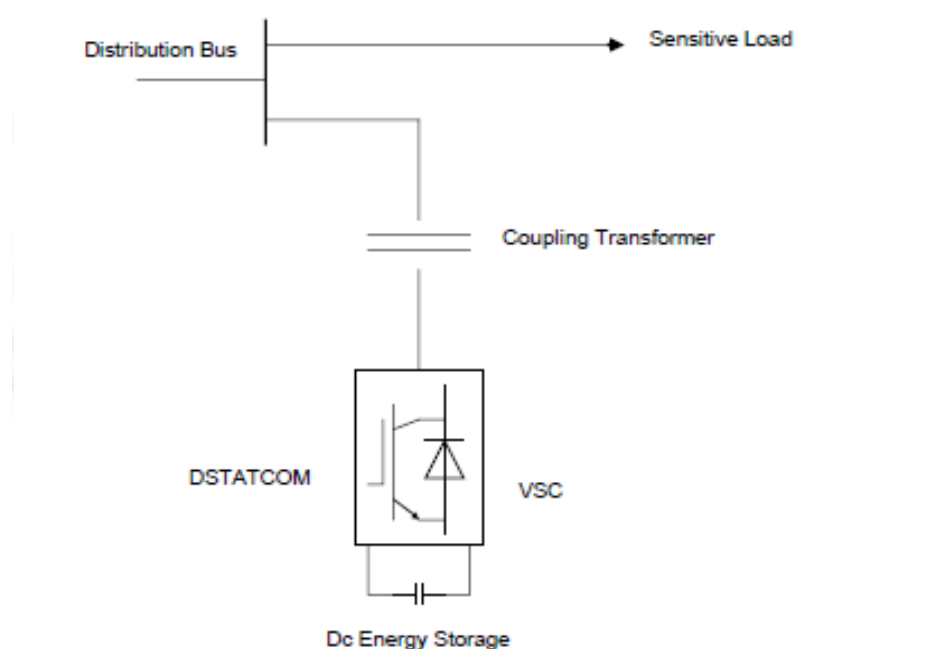 Distribution Bus
Sensitive Load
Coupling Transformer
DSTATCOM
VSC
Dc Energy Storage